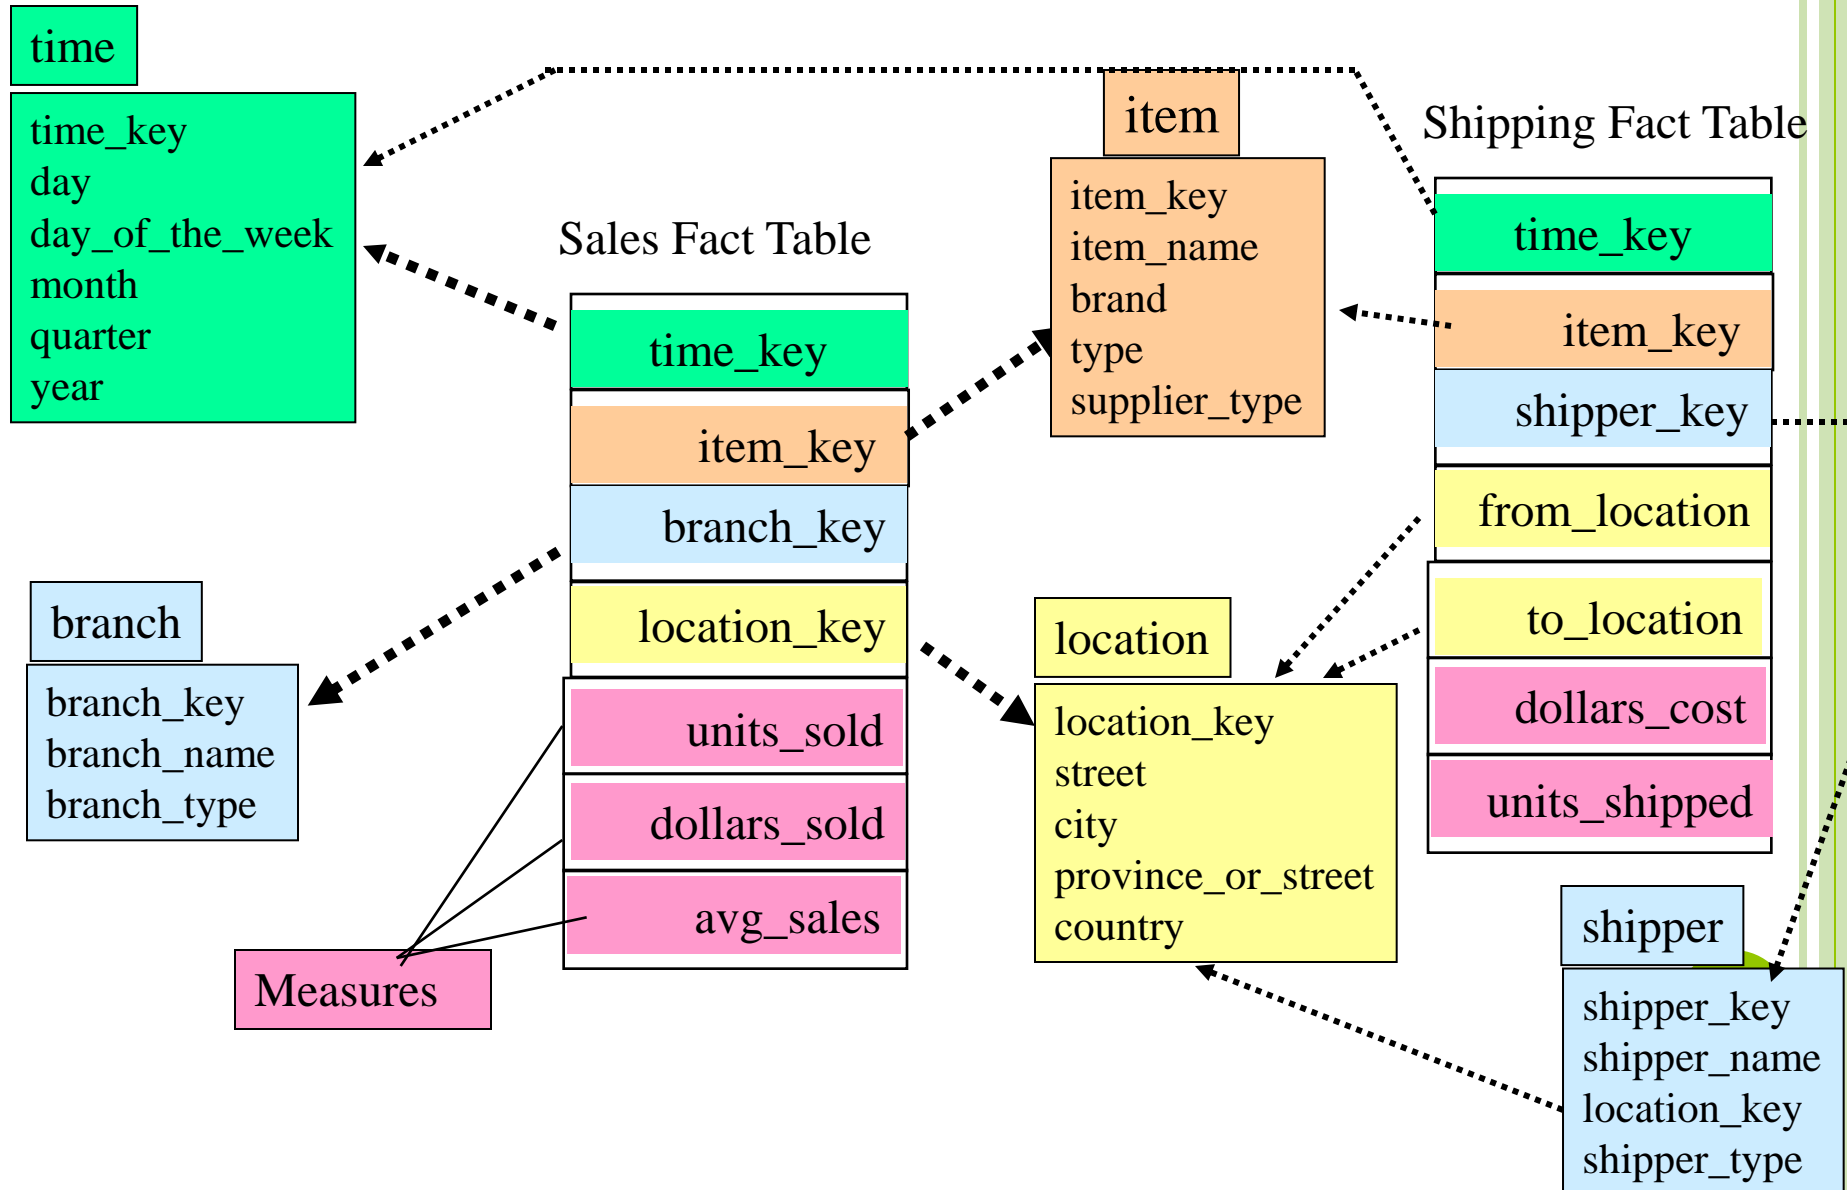 time
time_key
day
day_of_the_week
month
quarter
year
Sales Fact Table
time_key
item_key
branch_key
location_key
units_sold
dollars_sold
avg_sales
Measures
branch
branch_key
branch_name
branch_type
item
item_key
item_name
brand
type
supplier_type
location
location_key
street
city
province_or_street
country
Shipping Fact Table
time_key
item_key
shipper_key
from_location
to_location
dollars_cost
units_shipped
shipper
shipper_key
shipper_name
location_key
shipper_type